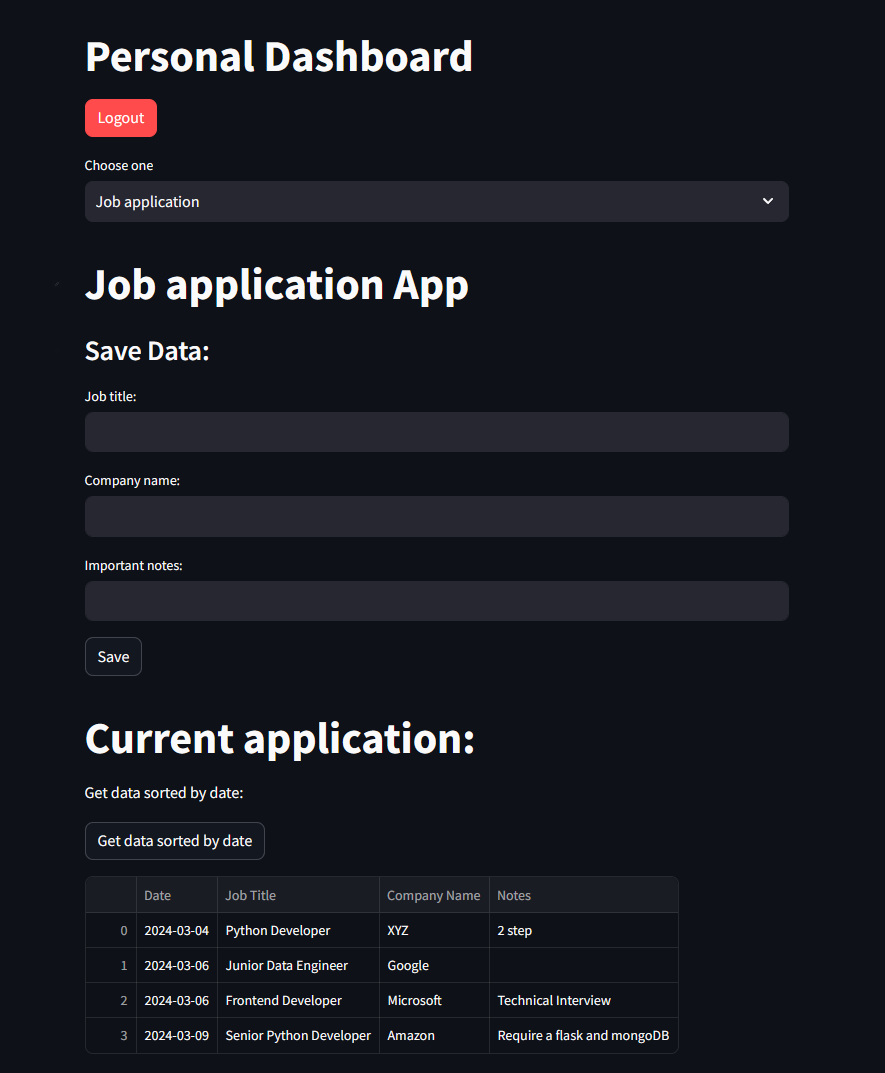 Personal Dashboard
Logout
Choose one
Job application
Job application App
Save Data:
Job title:
Company name:
Important notes:
Save
Current application:
Get data sorted by date:
Get data sorted by date
Date Job Title Company Name Notes
0 2024-03-04 Python Developer XYZ 2 step
1 2024-03-06 Junior Data Engineer Google
2 2024-03-06 Frontend Developer Microsoft Technical Interview
3 2024-03-09 Senior Python Developer Amazon Require a flask and mongoDB